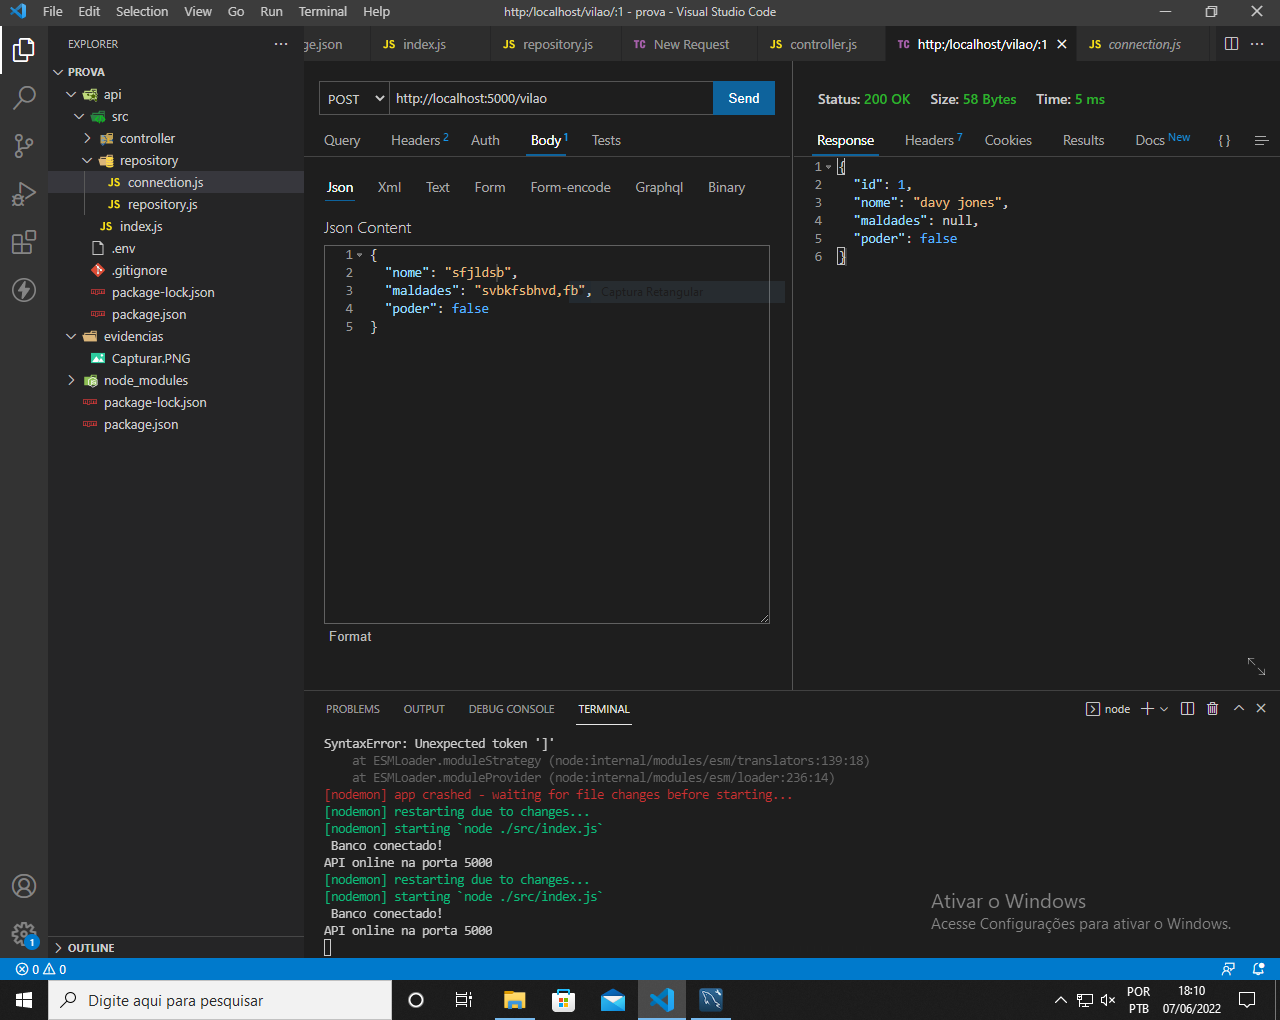 File Edit Selection View Go Run Terminal Help
http:/localhost/vilao/:1 - prova - Visual Studio Code
EXPLORER
PROVA
api
src
controller
repository
connection.js
repository.js
index.js
.env
.gitignore
package-lock.json
package.json
evidencias
Capturar.PNG
node_modules
package-lock.json
package.json
OUTLINE
ge.json JS index.js JS repository.js TC New Request JS controller.js TC http:/localhost/vilao/:1 JS connection.js
POST http://localhost:5000/vilao Send
Query Headers 2 Auth Body 1 Tests
Json Xml Text Form Form-encode Graphql Binary
Json Content
1 {
2 "nome": "sfjldsb",
3 "maldades": "svbkfsbhvd,fb",
4 "poder": false
5 }
Captura Retangular
Format
Status: 200 OK Size: 58 Bytes Time: 5 ms
Response Headers 7 Cookies Results Docs New { }
1 {
2 "id": 1,
3 "nome": "davy jones",
4 "maldades": null,
5 "poder": false
6 }
PROBLEMS OUTPUT DEBUG CONSOLE TERMINAL
node
SyntaxError: Unexpected token ']'
at ESMLoader.moduleStrategy (node:internal/modules/esm/translators:139:18)
at ESMLoader.moduleProvider (node:internal/modules/esm/loader:236:14)
[nodemon] app crashed - waiting for file changes before starting...
[nodemon] restarting due to changes...
[nodemon] starting `node ./src/index.js`
Banco conectado!
API online na porta 5000
[nodemon] restarting due to changes...
[nodemon] starting `node ./src/index.js`
Banco conectado!
API online na porta 5000
Ativar o Windows
Acesse Configurações para ativar o Windows.
1
0 0
Digite aqui para pesquisar
POR
PTB
18:10
07/06/2022